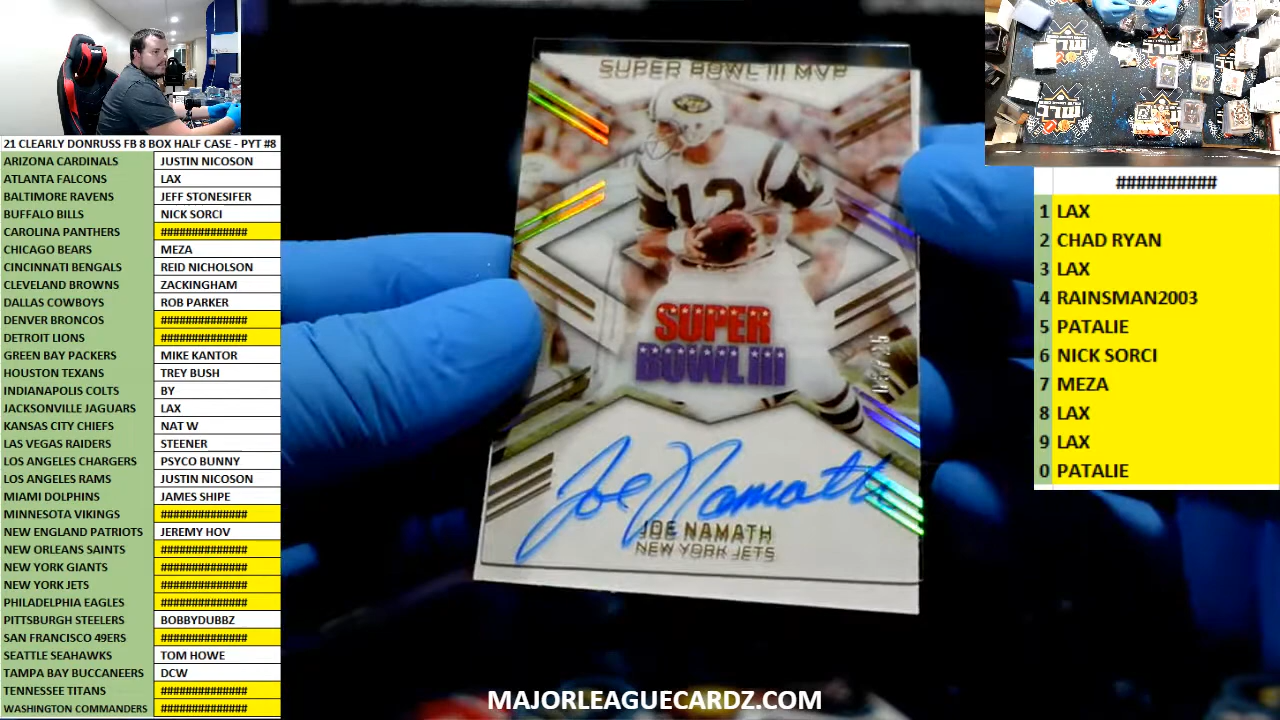 21 CLEARLY DONRUSS FB 8 BOX HALF CASE - PYT #8
ARIZONA CARDINALS JUSTIN NICOSON
ATLANTA FALCONS LAX
BALTIMORE RAVENS JEFF STONESIFER
BUFFALO BILLS NICK SORCI
CAROLINA PANTHERS ##############
CHICAGO BEARS MEZA
CINCINNATI BENGALS REID NICHOLSON
CLEVELAND BROWNS ZACKINGHAM
DALLAS COWBOYS ROB PARKER
DENVER BRONCOS ##############
DETROIT LIONS ##############
GREEN BAY PACKERS MIKE KANTOR
HOUSTON TEXANS TREY BUSH
INDIANAPOLIS COLTS BY
JACKSONVILLE JAGUARS LAX
KANSAS CITY CHIEFS NAT W
LAS VEGAS RAIDERS STEENER
LOS ANGELES CHARGERS PSYCO BUNNY
LOS ANGELES RAMS JUSTIN NICOSON
MIAMI DOLPHINS JAMES SHIPE
MINNESOTA VIKINGS ##############
NEW ENGLAND PATRIOTS JEREMY HOV
NEW ORLEANS SAINTS ##############
NEW YORK GIANTS ##############
NEW YORK JETS ##############
PHILADELPHIA EAGLES ##############
PITTSBURGH STEELERS BOBBYDUBBZ
SAN FRANCISCO 49ERS ##############
SEATTLE SEAHAWKS TOM HOWE
TAMPA BAY BUCCANEERS DCW
TENNESSEE TITANS ##############
WASHINGTON COMMANDERS ##############
SUPER BOWL III MVP
12
SUPER
BOWL III
Joe Namath
JOE NAMATH
NEW YORK JETS
##########
1 LAX
2 CHAD RYAN
3 LAX
4 RAINSMAN2003
5 PATALIE
6 NICK SORCI
7 MEZA
8 LAX
9 LAX
0 PATALIE
MAJORLEAGUECARDZ.COM